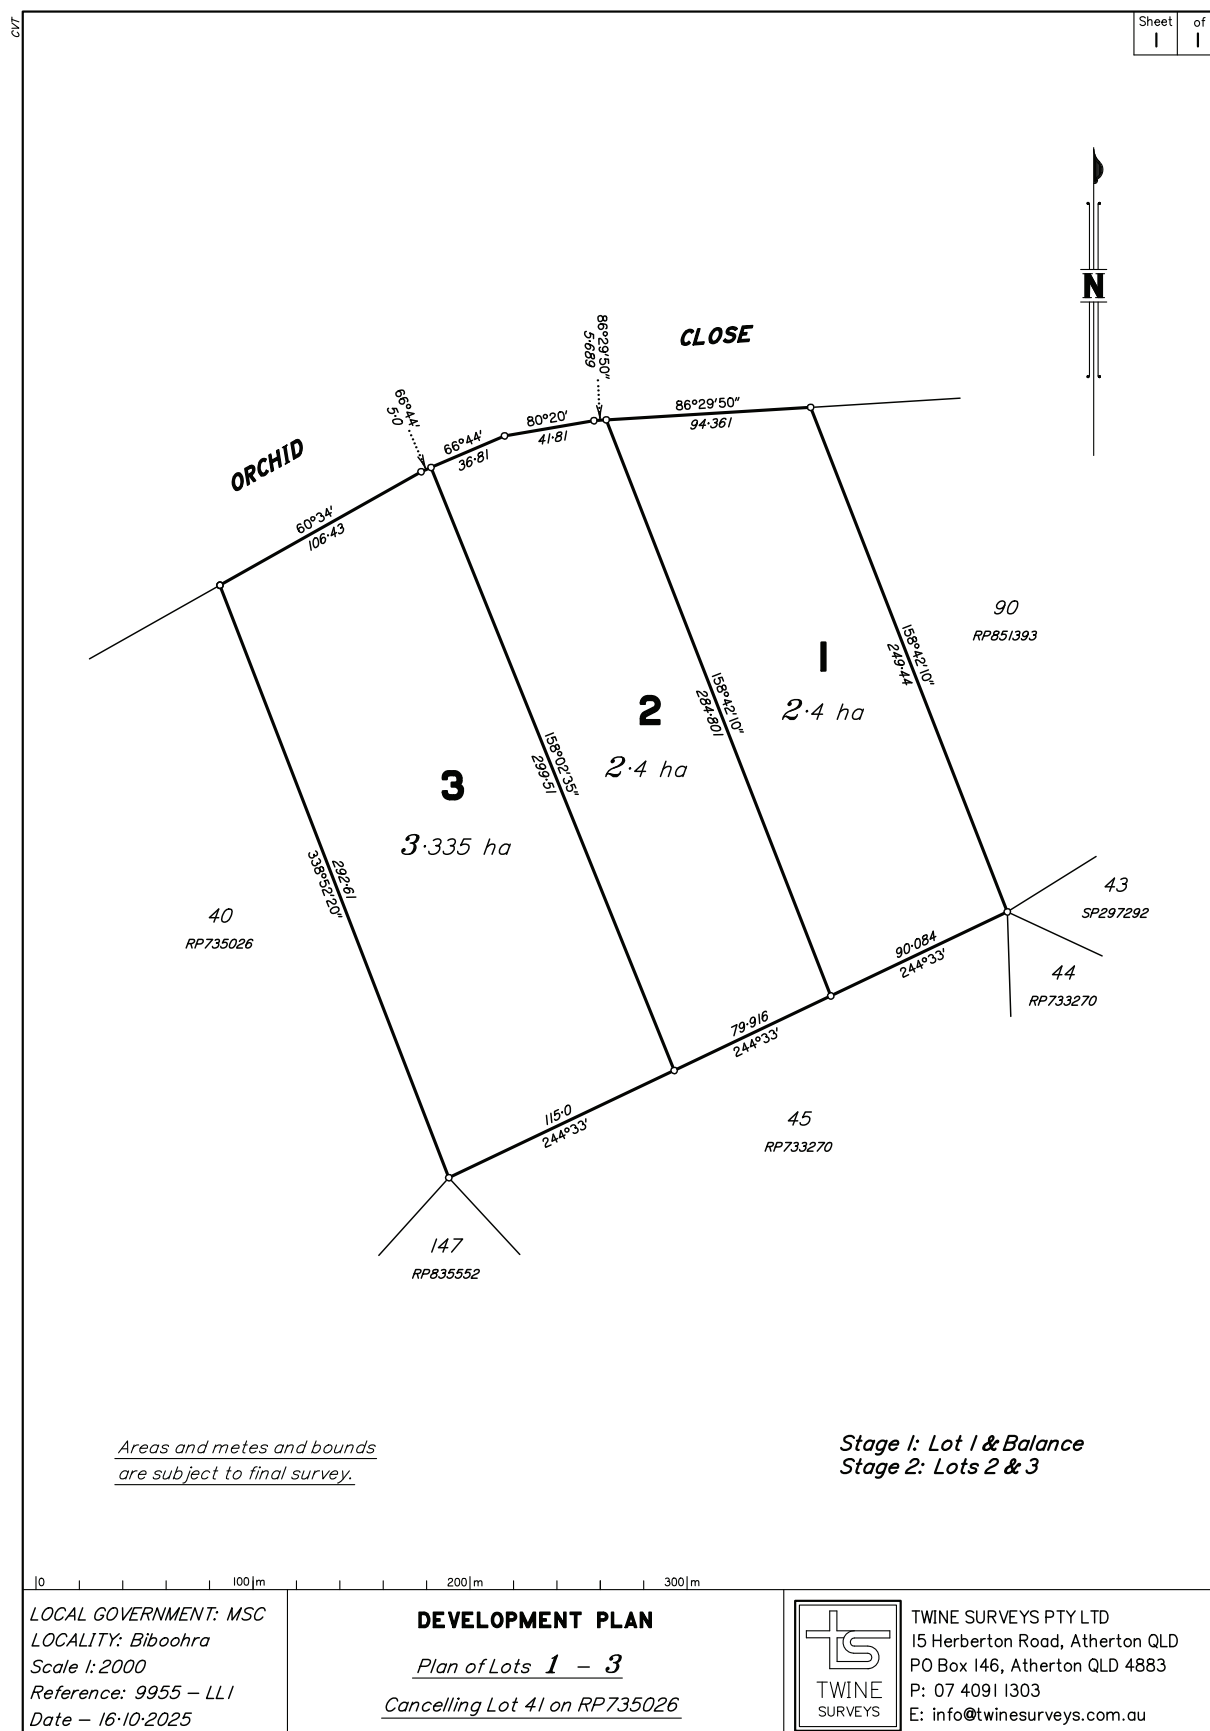 CVT
Sheet of
1 1
N
CLOSE
ORCHID
86°29'50"
5·689
66°44'
5·0
86°29'50"
94·361
80°20'
41·81
66°44'
36·81
60°34'
106·43
90
RP851393
158°42'10"
249·44
1
2·4 ha
158°42'10"
284·801
2
2·4 ha
158°02'35"
299·51
3
3·335 ha
292·61
338°52'20"
40
RP735026
43
SP297292
44
RP733270
90·084
244°33'
79·916
244°33'
115·0
244°33'
45
RP733270
147
RP835552
Areas and metes and bounds
are subject to final survey.
Stage 1: Lot 1 & Balance
Stage 2: Lots 2 & 3
0 100m 200m 300m
LOCAL GOVERNMENT: MSC
LOCALITY: Biboohra
Scale 1:2000
Reference: 9955 – LL1
Date – 16·10·2025
DEVELOPMENT PLAN
Plan of Lots 1 – 3
Cancelling Lot 41 on RP735026
TWINE
SURVEYS
TWINE SURVEYS PTY LTD
15 Herberton Road, Atherton QLD
PO Box 146, Atherton QLD 4883
P: 07 4091 1303
E: info@twinesurveys.com.au